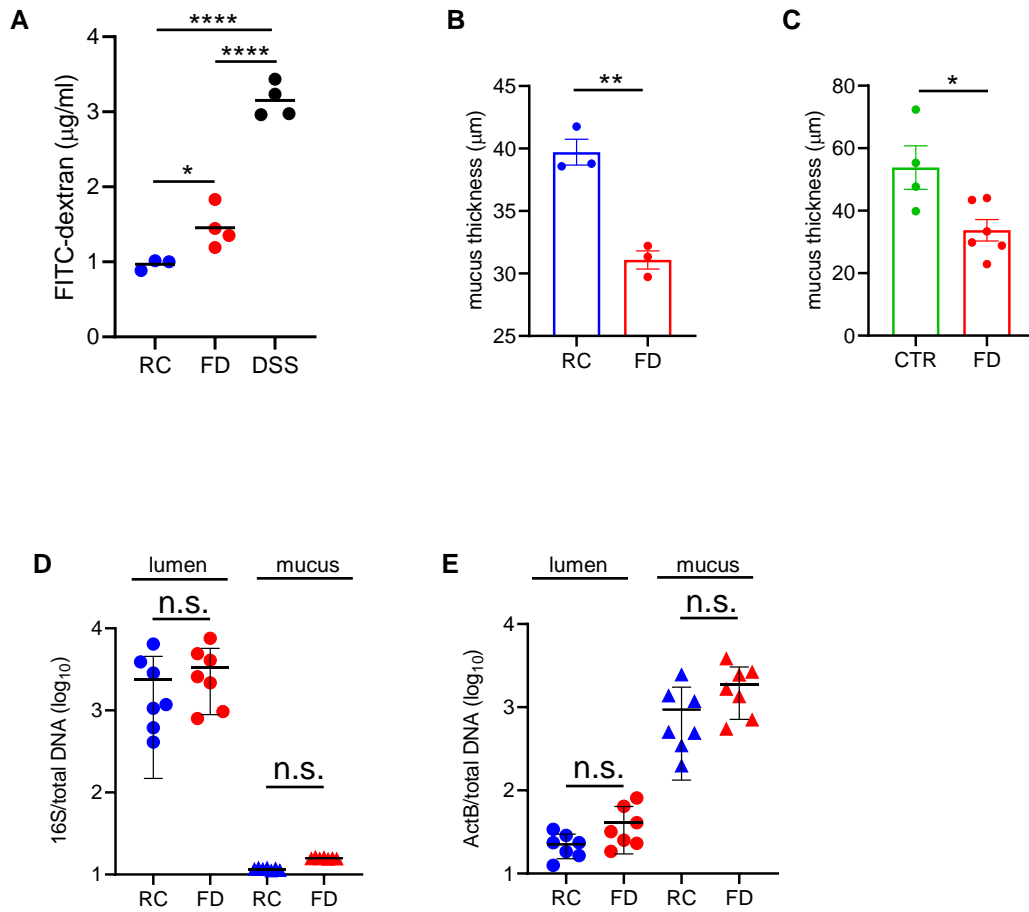 A
****
****
*
FITC-dextran (μg/ml)
4
3
2
1
0
RC FD DSS
B
**
mucus thickness (μm)
45
40
35
30
25
RC FD
C
*
mucus thickness (μm)
80
60
40
20
0
CTR FD
D
lumen mucus
n.s.
n.s.
16S/total DNA (log10)
4
3
2
1
RC FD RC FD
E
lumen mucus
n.s.
n.s.
ActB/total DNA (log10)
4
3
2
1
RC FD RC FD